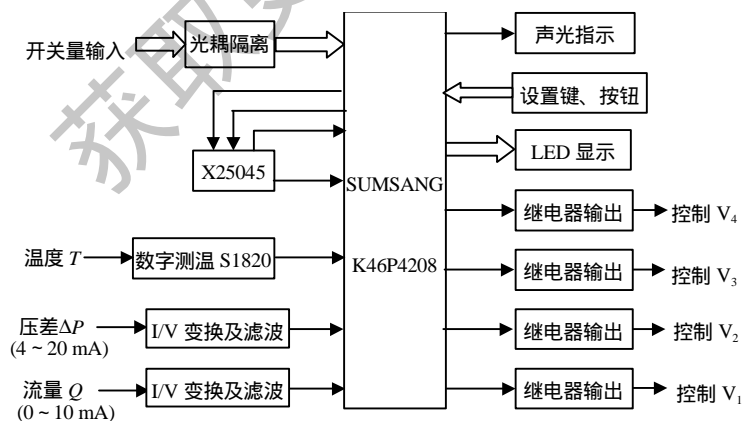 开关量输入
光耦隔离
声光指示
设置键、按钮
X25045
LED 显示
SUMSANG
K46P4208
继电器输出
控制 V₄
温度 T
数字测温 S1820
继电器输出
控制 V₃
压差ΔP
(4 ~ 20 mA)
I/V 变换及滤波
继电器输出
控制 V₂
流量 Q
(0 ~ 10 mA)
I/V 变换及滤波
继电器输出
控制 V₁
获取